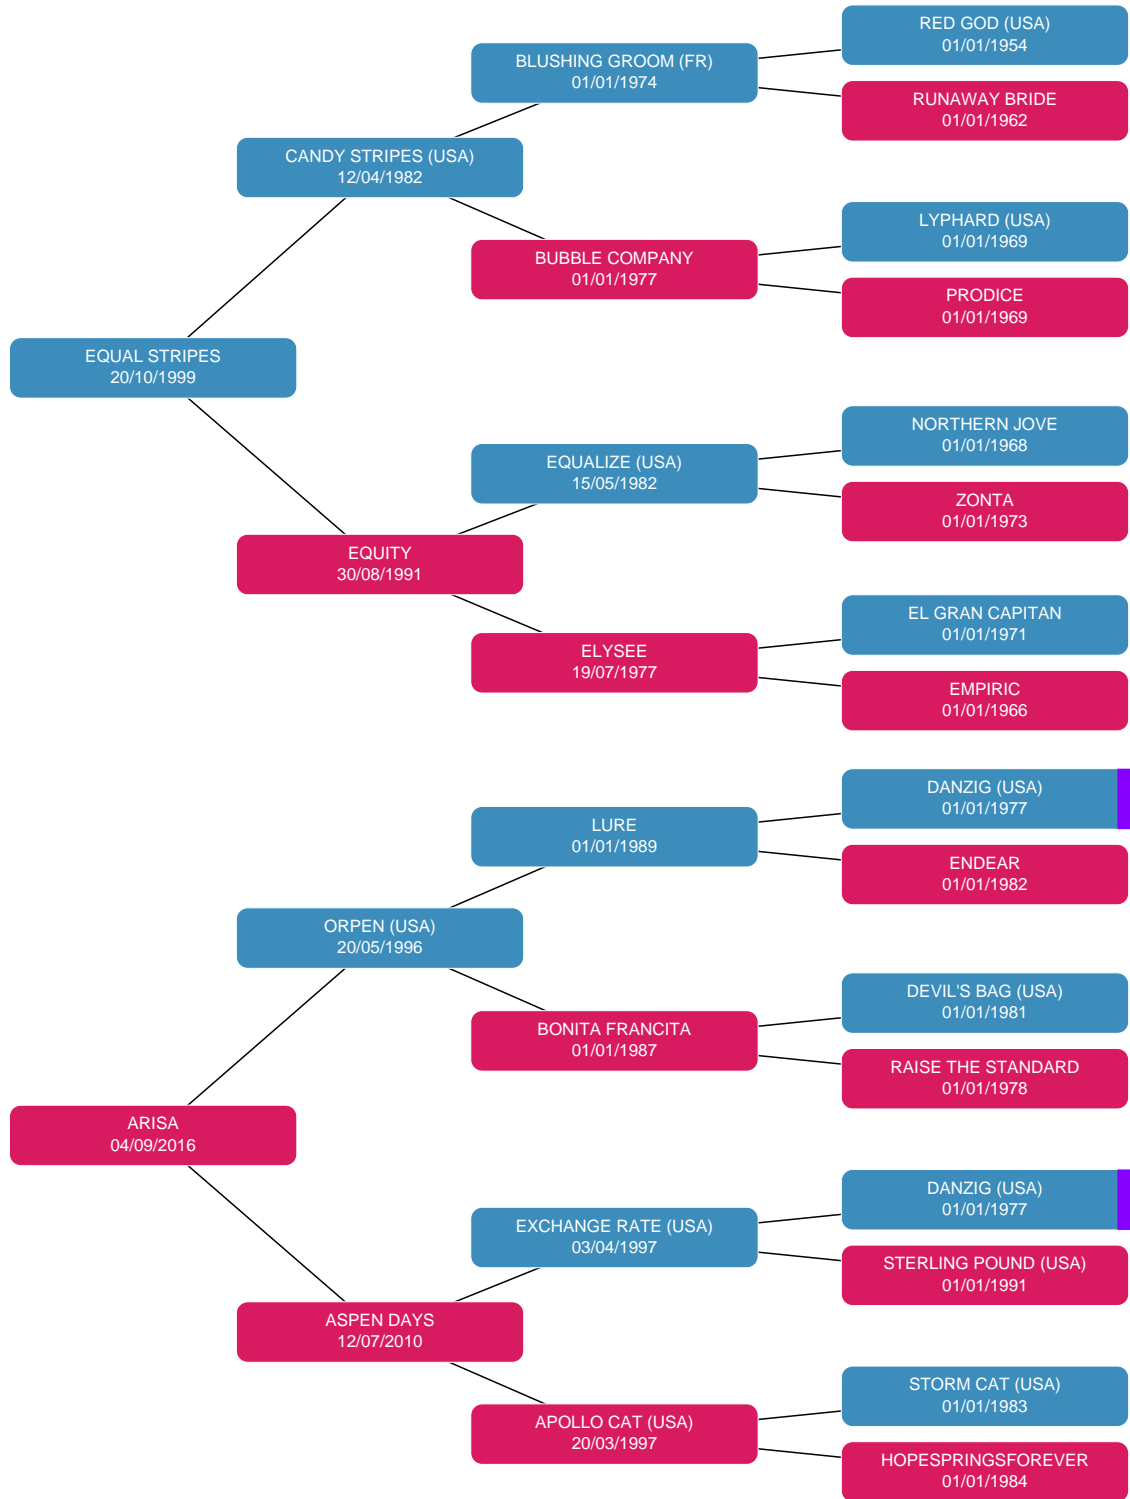 RED GOD (USA)
01/01/1954
BLUSHING GROOM (FR)
01/01/1974
RUNAWAY BRIDE
01/01/1962
CANDY STRIPES (USA)
12/04/1982
LYPHARD (USA)
01/01/1969
BUBBLE COMPANY
01/01/1977
PRODICE
01/01/1969
EQUAL STRIPES
20/10/1999
NORTHERN JOVE
01/01/1968
EQUALIZE (USA)
15/05/1982
ZONTA
01/01/1973
EQUITY
30/08/1991
EL GRAN CAPITAN
01/01/1971
ELYSEE
19/07/1977
EMPIRIC
01/01/1966
DANZIG (USA)
01/01/1977
LURE
01/01/1989
ENDEAR
01/01/1982
ORPEN (USA)
20/05/1996
DEVIL'S BAG (USA)
01/01/1981
BONITA FRANCITA
01/01/1987
RAISE THE STANDARD
01/01/1978
ARISA
04/09/2016
DANZIG (USA)
01/01/1977
EXCHANGE RATE (USA)
03/04/1997
STERLING POUND (USA)
01/01/1991
ASPEN DAYS
12/07/2010
STORM CAT (USA)
01/01/1983
APOLLO CAT (USA)
20/03/1997
HOPESPRINGSFOREVER
01/01/1984